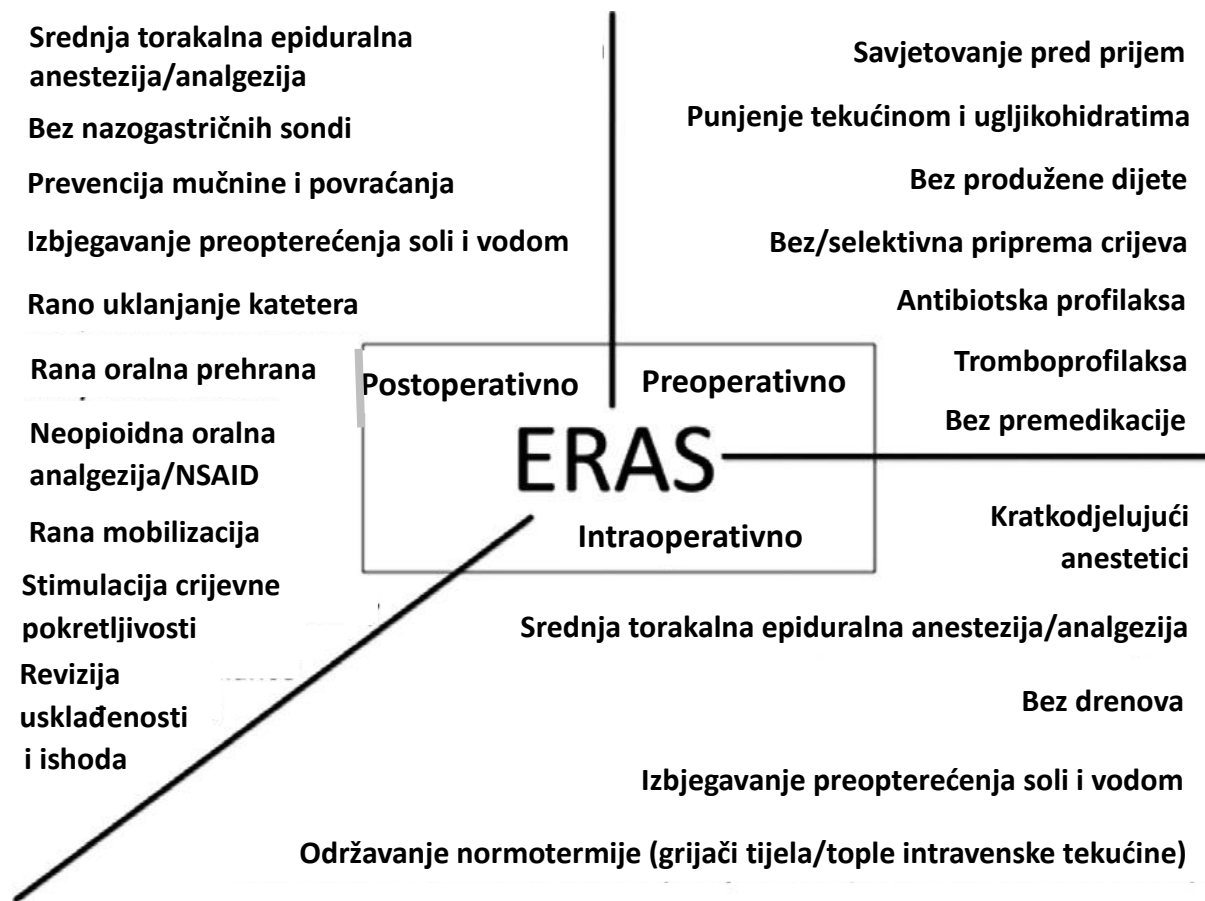 Srednja torakalna epiduralna
anestezija/analgezija
Bez nazogastričnih sondi
Prevencija mučnine i povraćanja
Izbjegavanje preopterećenja soli i vodom
Rano uklanjanje katetera
Rana oralna prehrana
Neopioidna oralna
analgezija/NSAID
Rana mobilizacija
Stimulacija crijevne
pokretljivosti
Revizija
usklađenosti
i ishoda
Savjetovanje pred prijem
Punjenje tekućinom i ugljikohidratima
Bez produžene dijete
Bez/selektivna priprema crijeva
Antibiotska profilaksa
Tromboprofilaksa
Bez premedikacije
Postoperativno
Preoperativno
ERAS
Intraoperativno
Kratkodjelujući
anestetici
Srednja torakalna epiduralna anestezija/analgezija
Bez drenova
Izbjegavanje preopterećenja soli i vodom
Održavanje normotermije (grijači tijela/tople intravenske tekućine)